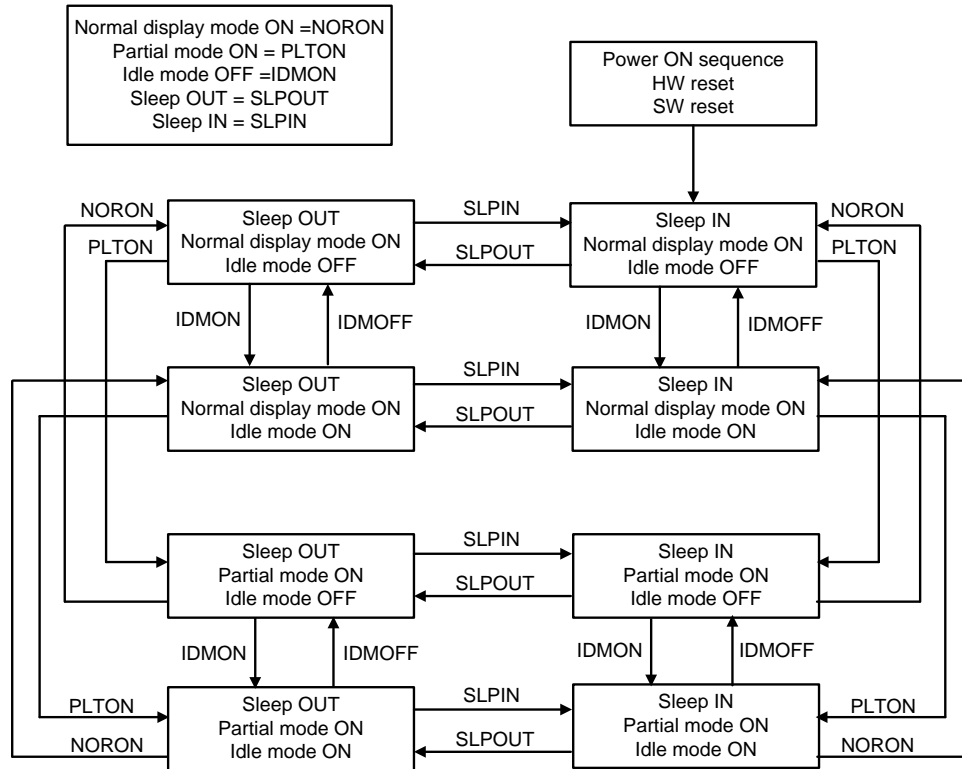 Normal display mode ON =NORON
Partial mode ON = PLTON
Idle mode OFF =IDMON
Sleep OUT = SLPOUT
Sleep IN = SLPIN
Power ON sequence
HW reset
SW reset
NORON
PLTON
Sleep OUT
Normal display mode ON
Idle mode OFF
SLPIN
SLPOUT
Sleep IN
Normal display mode ON
Idle mode OFF
NORON
PLTON
IDMON
IDMOFF
IDMON
IDMOFF
Sleep OUT
Normal display mode ON
Idle mode ON
SLPIN
SLPOUT
Sleep IN
Normal display mode ON
Idle mode ON
Sleep OUT
Partial mode ON
Idle mode OFF
SLPIN
SLPOUT
Sleep IN
Partial mode ON
Idle mode OFF
IDMON
IDMOFF
IDMON
IDMOFF
PLTON
NORON
Sleep OUT
Partial mode ON
Idle mode ON
SLPIN
SLPOUT
Sleep IN
Partial mode ON
Idle mode ON
PLTON
NORON